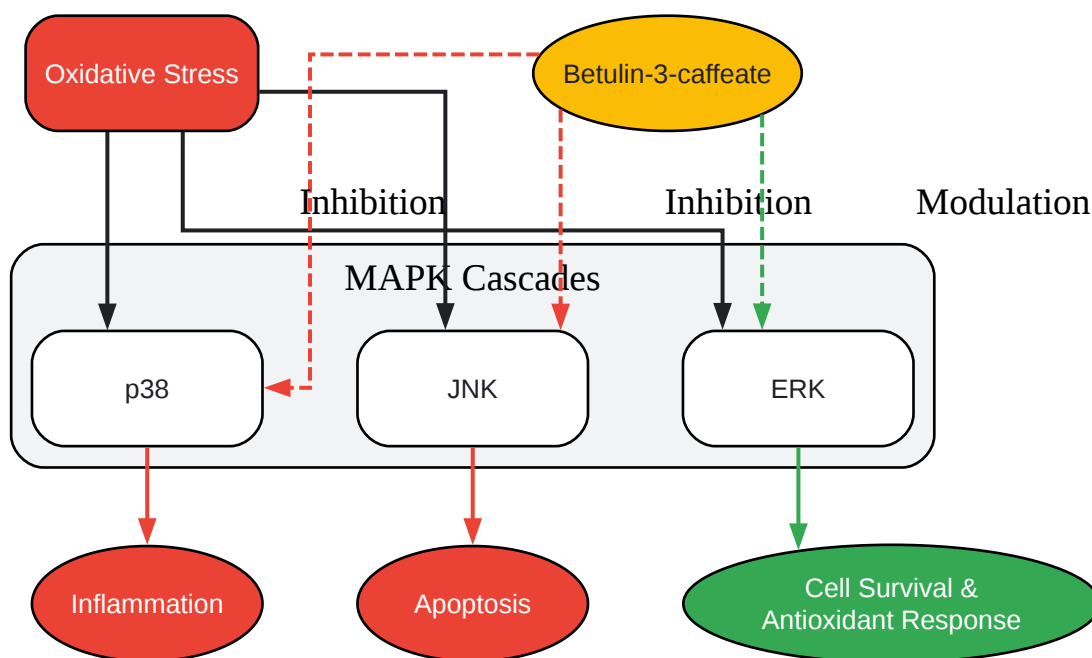 Oxidative Stress
Betulin-3-caffeate
Inhibition
Inhibition
Modulation
MAPK Cascades
p38
JNK
ERK
Inflammation
Apoptosis
Cell Survival &
Antioxidant Response